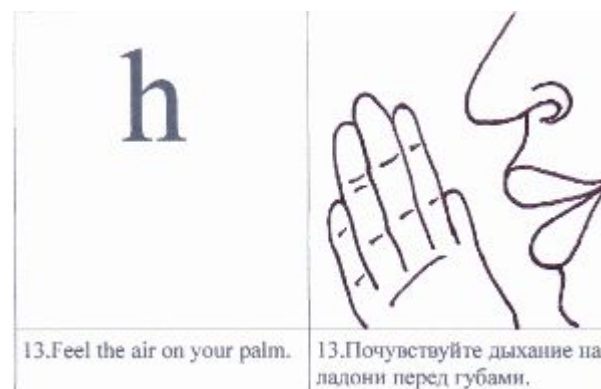 h
13.Feel the air on your palm.
13.Почувствуйте дыхание на
ладони перед губами.